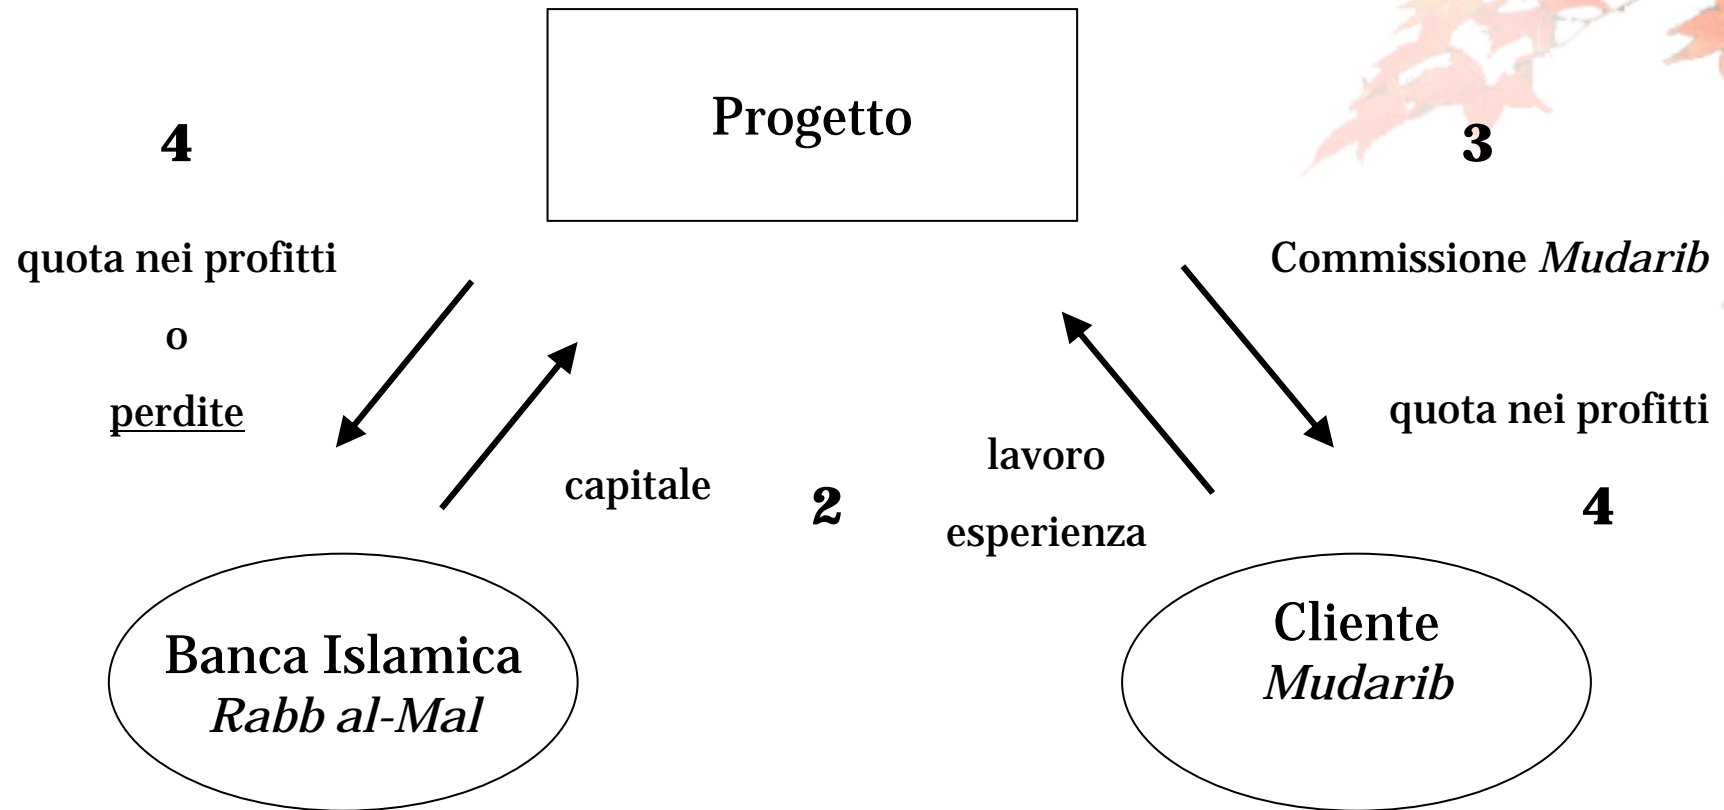 Progetto
4
3
quota nei profitti
Commissione Mudarib
o
perdite
quota nei profitti
lavoro
capitale
2
4
esperienza
Banca Islamica
Rabb al-Mal
Cliente
Mudarib